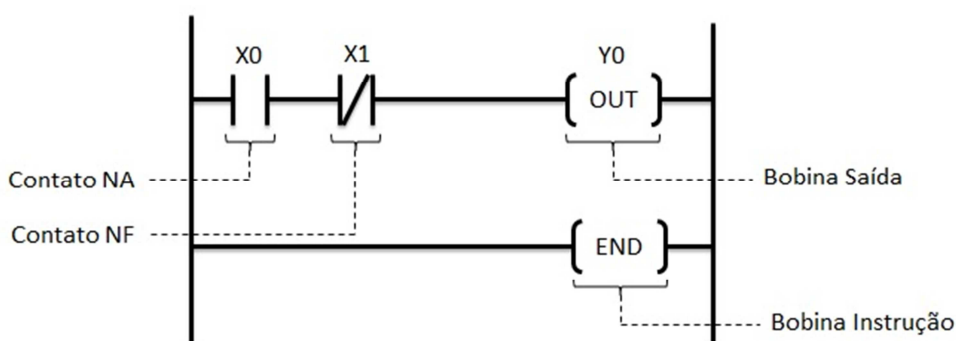 X0 X1 Y0
OUT
Contato NA
Bobina Saída
Contato NF
END
Bobina Instrução